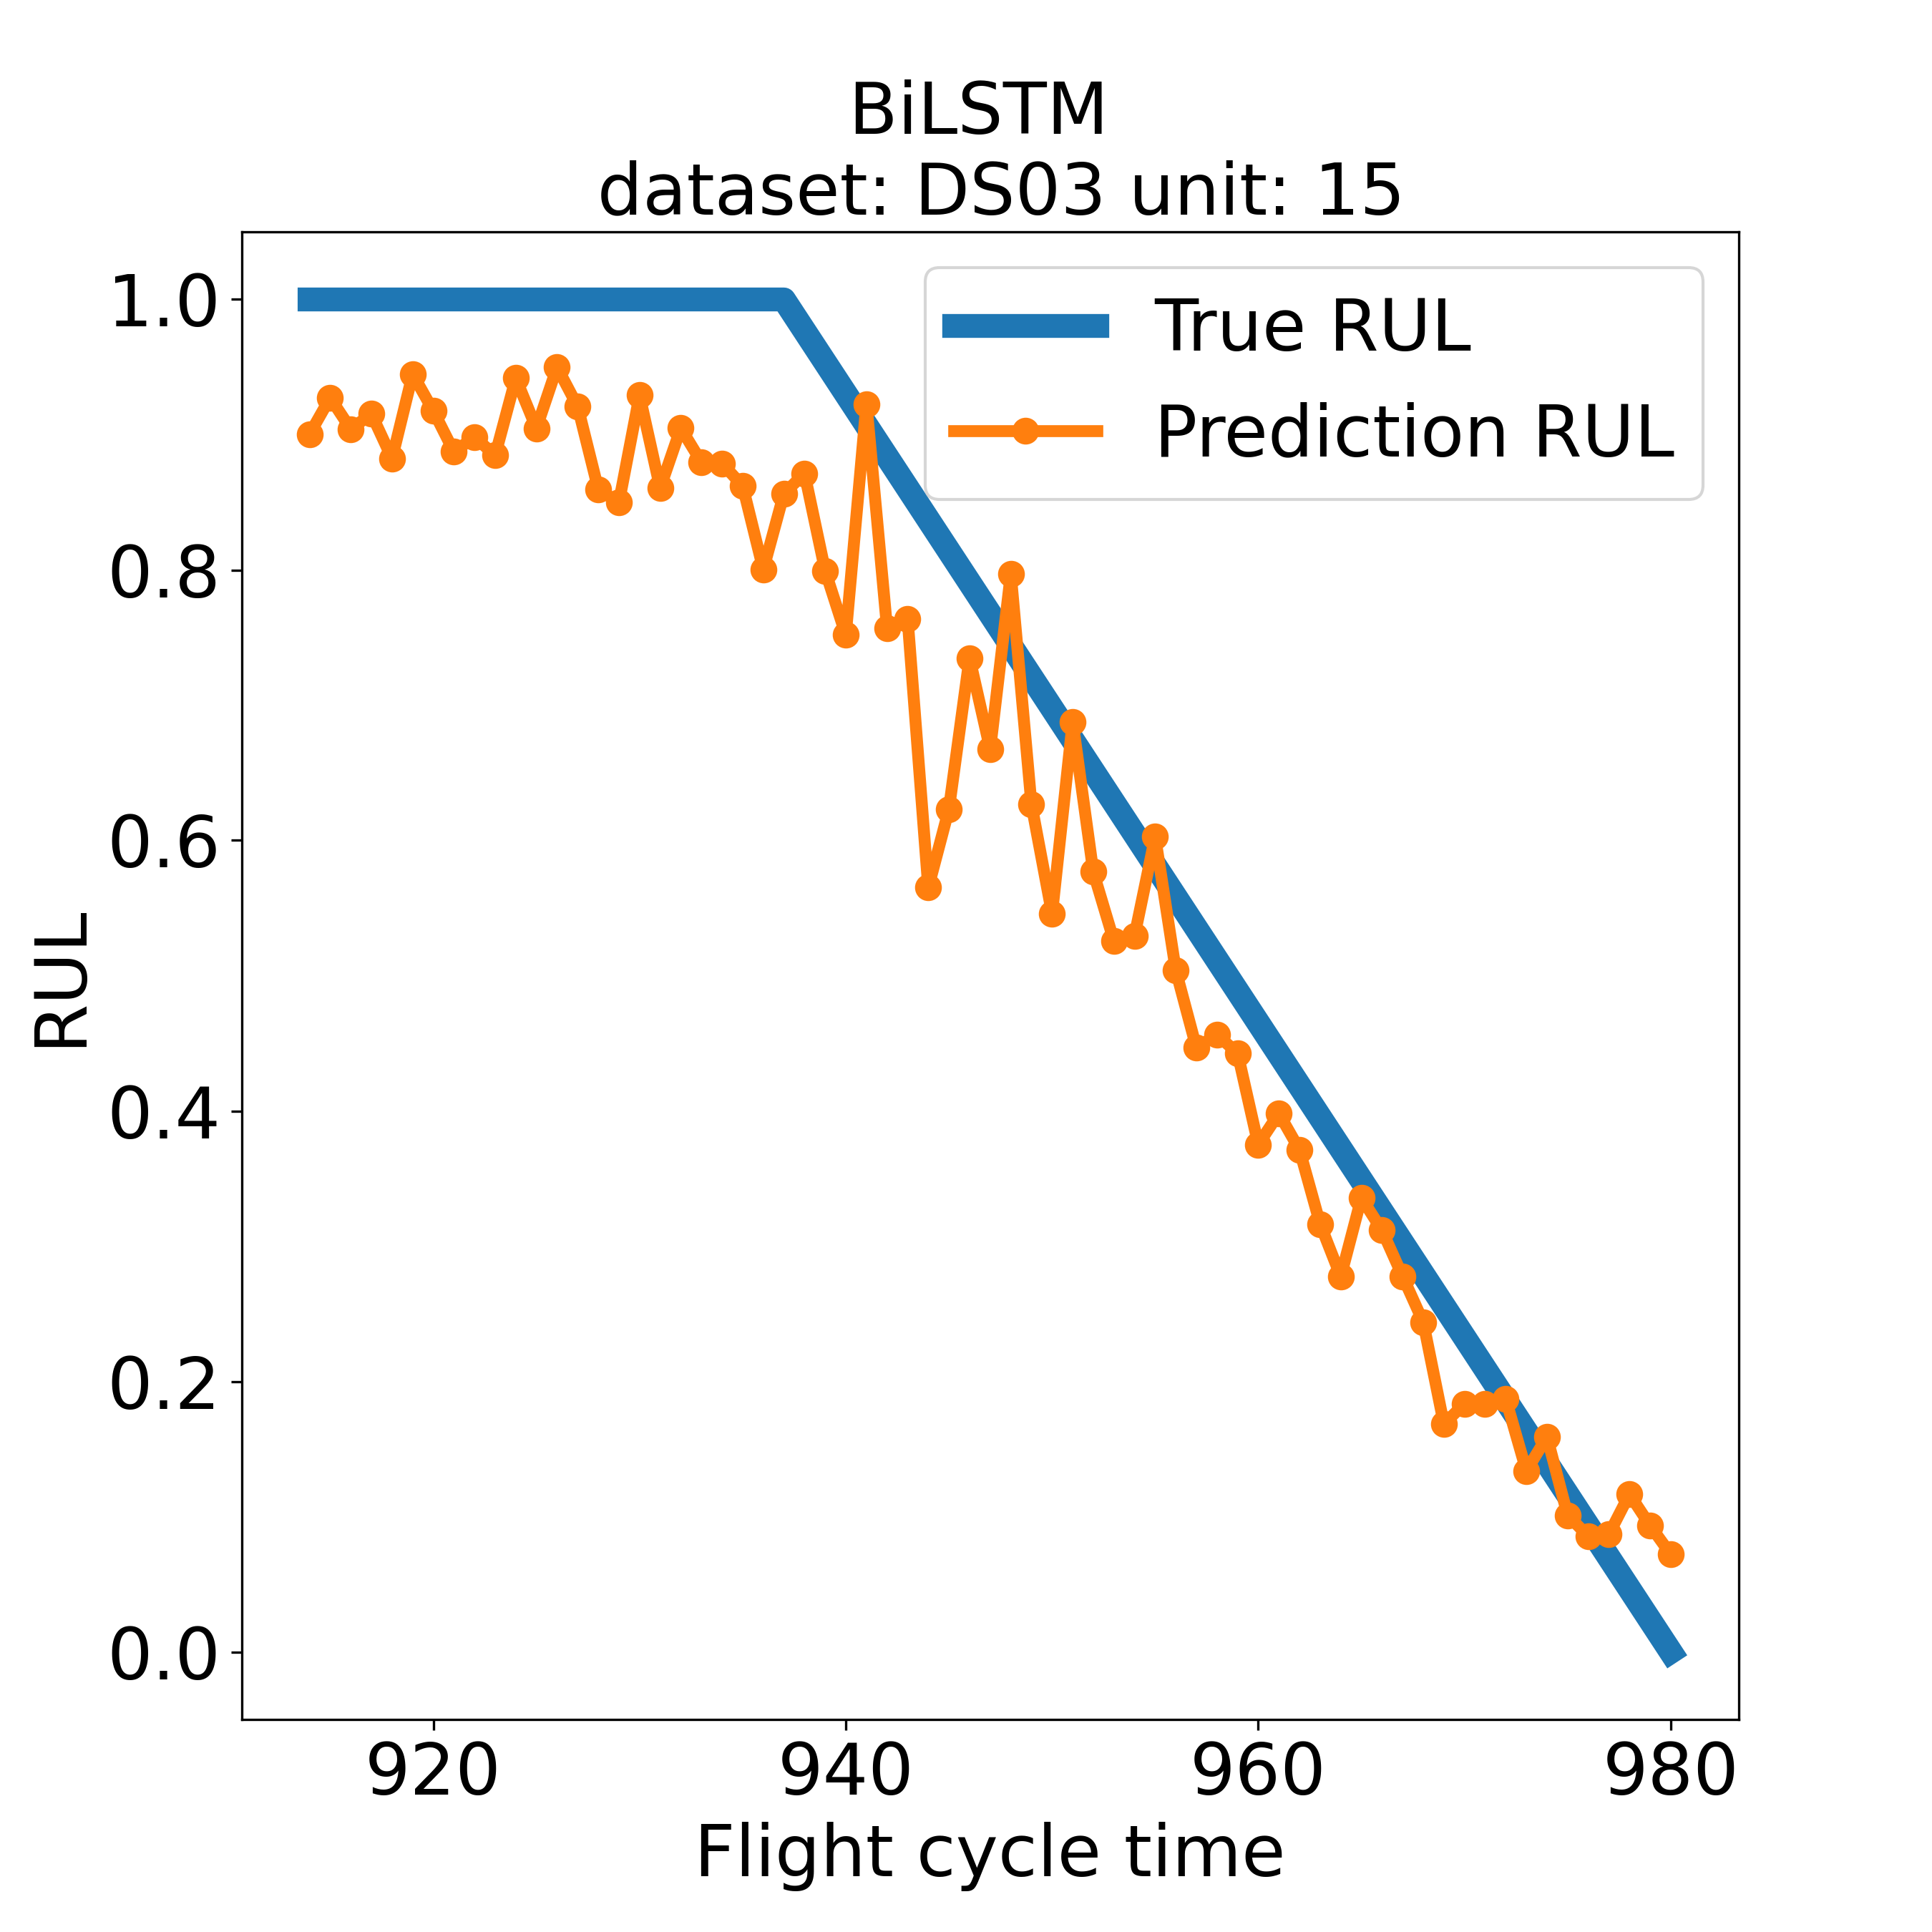 BiLSTM
dataset: DS03 unit: 15
True RUL
Prediction RUL
1.0
0.8
0.6
0.4
0.2
0.0
RUL
920 940 960 980
Flight cycle time